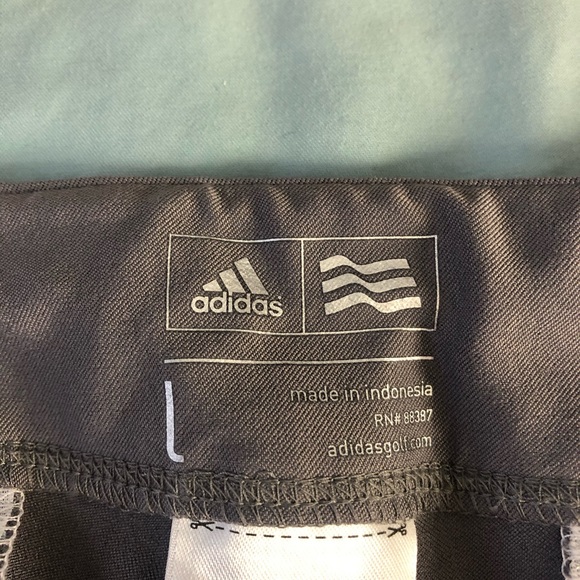 adidas
made in indonesia
RN# 88387
adidasgolf.com